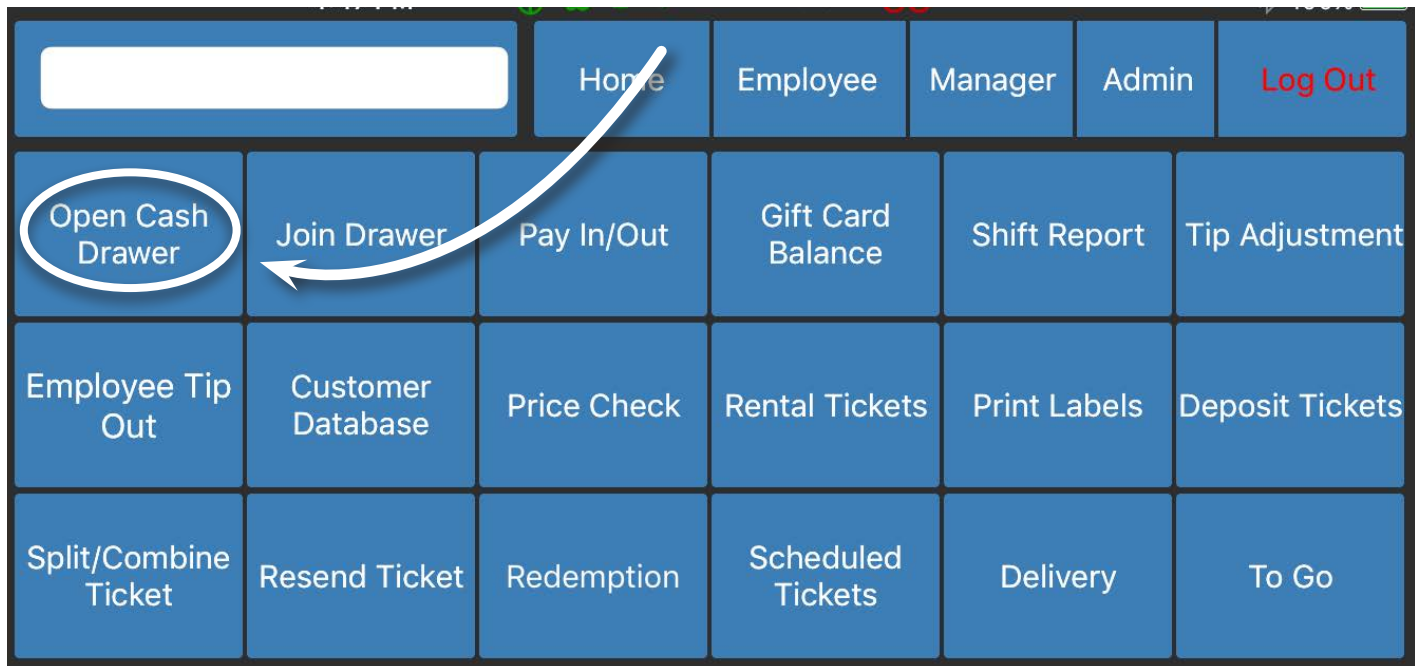 Home
Employee
Manager
Admin
Log Out
Open Cash
Drawer
Join Drawer
Pay In/Out
Gift Card
Balance
Shift Report
Tip Adjustment
Employee Tip
Out
Customer
Database
Price Check
Rental Tickets
Print Labels
Deposit Tickets
Split/Combine
Ticket
Resend Ticket
Redemption
Scheduled
Tickets
Delivery
To Go